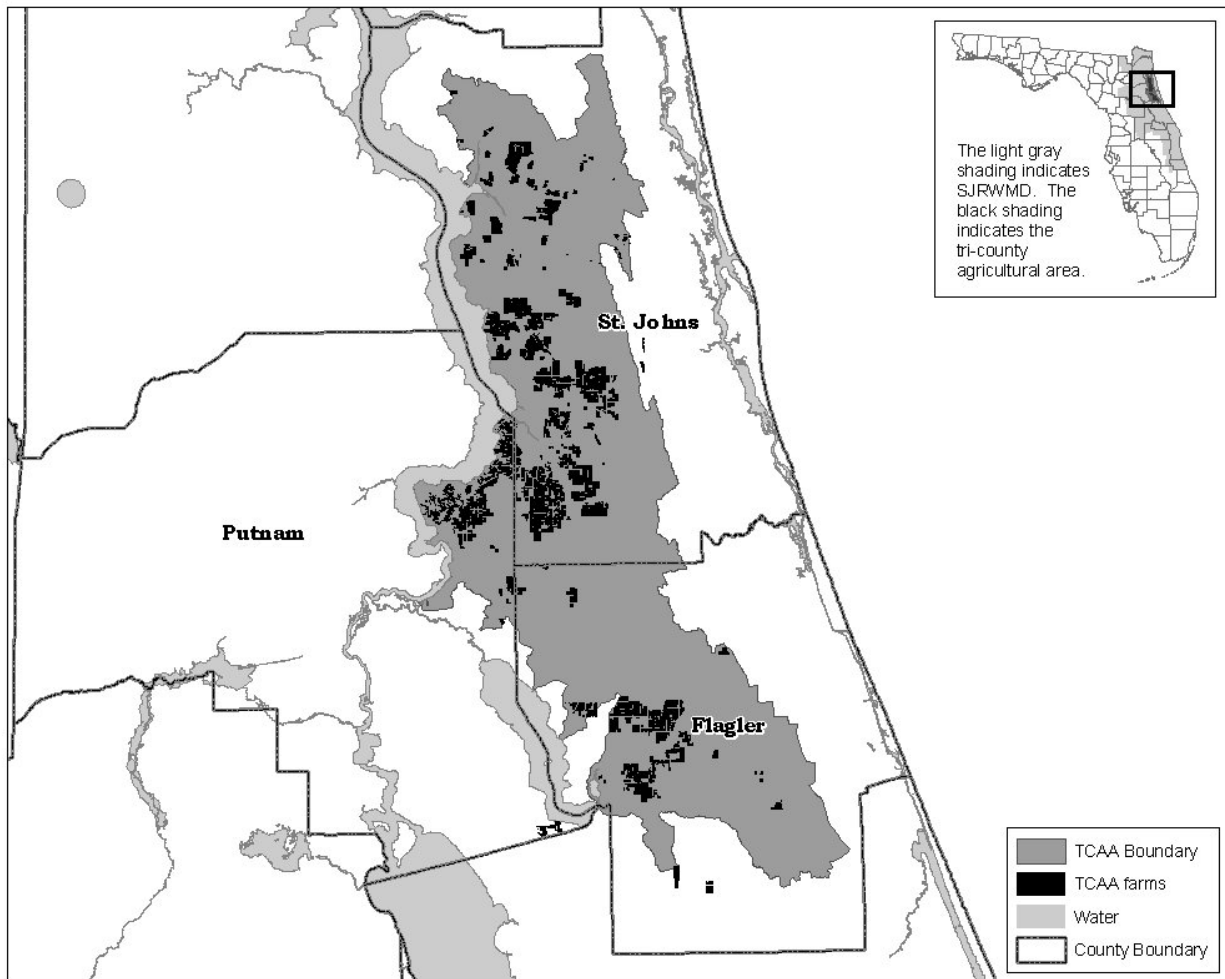 The light gray
shading indicates
SJRWMD. The
black shading
indicates the
tri-county
agricultural area.
St. Johns
Putnam
Flagler
TCAA Boundary
TCAA farms
Water
County Boundary